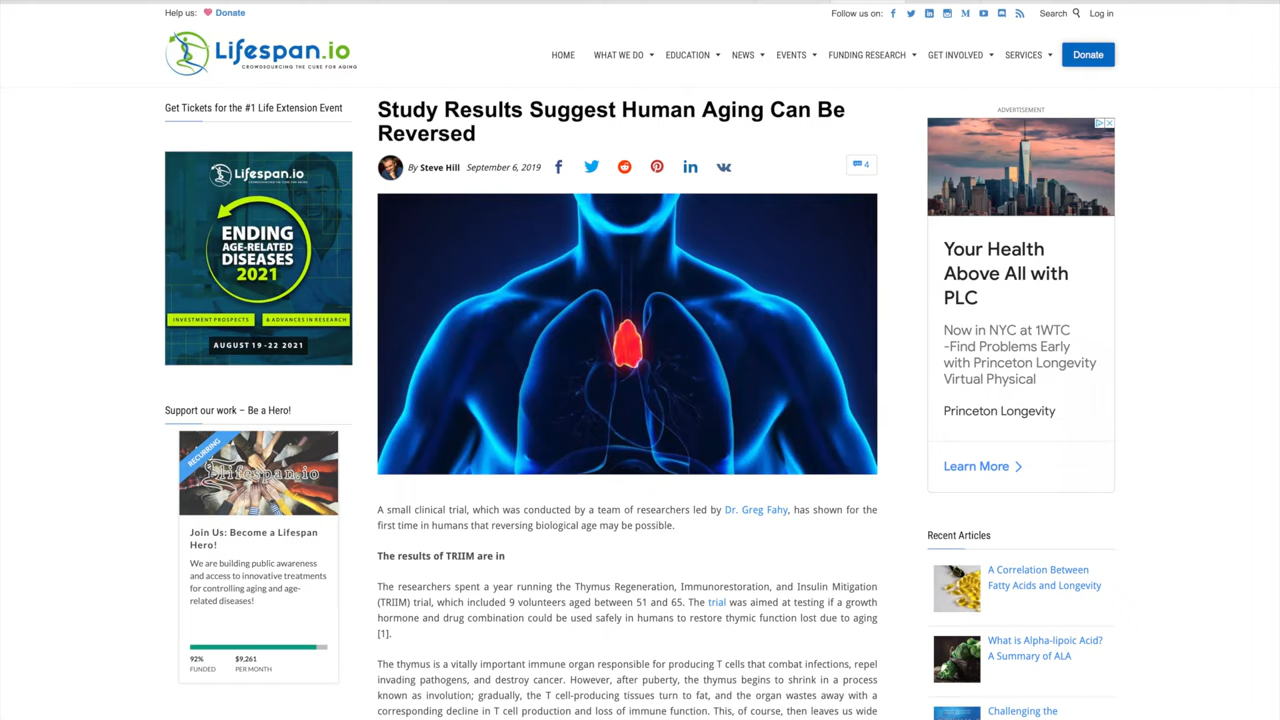 Help us: Donate
Follow us on:
Search
Log in
Lifespan.io
CROWDSOURCING THE CURE FOR AGING
HOME
WHAT WE DO
EDUCATION
NEWS
EVENTS
FUNDING RESEARCH
GET INVOLVED
SERVICES
Donate
Get Tickets for the #1 Life Extension Event
Lifespan.io
ENDING
AGE-RELATED
DISEASES
2021
INVESTMENT PROSPECTS
& ADVANCES IN RESEARCH
AUGUST 19 -22 2021
Support our work – Be a Hero!
RECURRING
lifespan.io
Join Us: Become a Lifespan
Hero!
We are building public awareness
and access to innovative treatments
for controlling aging and age-
related diseases!
92%
FUNDED
$9,261
PER MONTH
Study Results Suggest Human Aging Can Be
Reversed
By Steve Hill September 6, 2019
4
A small clinical trial, which was conducted by a team of researchers led by Dr. Greg Fahy, has shown for the
first time in humans that reversing biological age may be possible.
The results of TRIIM are in
The researchers spent a year running the Thymus Regeneration, Immunorestoration, and Insulin Mitigation
(TRIIM) trial, which included 9 volunteers aged between 51 and 65. The trial was aimed at testing if a growth
hormone and drug combination could be used safely in humans to restore thymic function lost due to aging
[1].
The thymus is a vitally important immune organ responsible for producing T cells that combat infections, repel
invading pathogens, and destroy cancer. However, after puberty, the thymus begins to shrink in a process
known as involution; gradually, the T cell-producing tissues turn to fat, and the organ wastes away with a
corresponding decline in T cell production and loss of immune function. This, of course, then leaves us wide
ADVERTISEMENT
Your Health
Above All with
PLC
Now in NYC at 1WTC
-Find Problems Early
with Princeton Longevity
Virtual Physical
Princeton Longevity
Learn More
Recent Articles
A Correlation Between
Fatty Acids and Longevity
What is Alpha-lipoic Acid?
A Summary of ALA
Challenging the